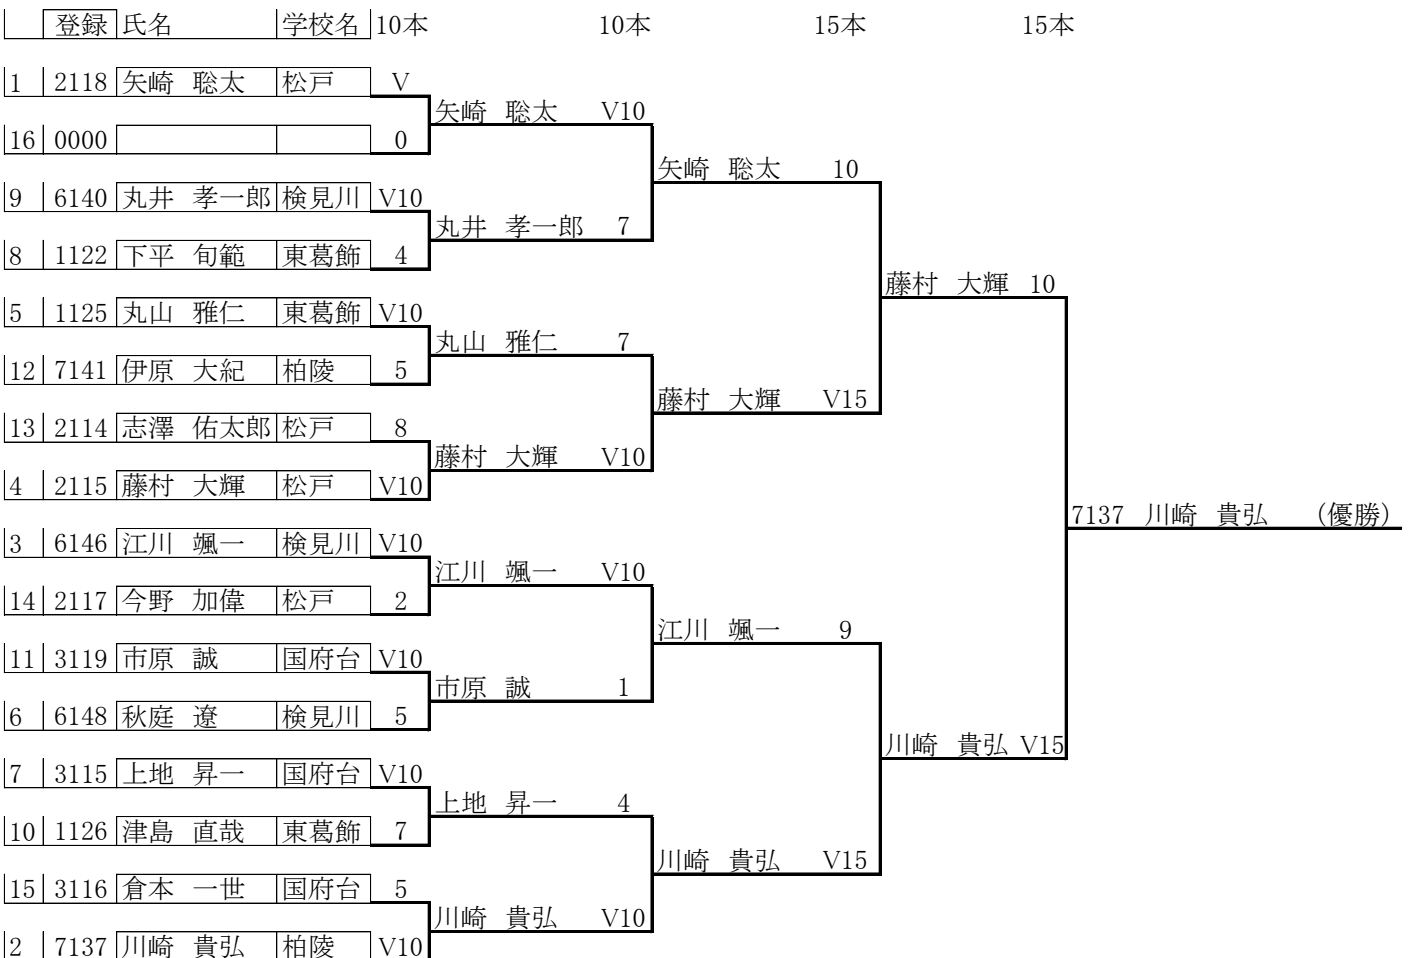 登録 氏名 学校名 10本 10本 15本 15本
1 2118 矢崎 聡太 松戸 V
矢崎 聡太 V10
16 0000 0
矢崎 聡太 10
9 6140 丸井 孝一郎 検見川 V10
丸井 孝一郎 7
8 1122 下平 旬範 東葛飾 4
藤村 大輝 10
5 1125 丸山 雅仁 東葛飾 V10
丸山 雅仁 7
12 7141 伊原 大紀 柏陵 5
藤村 大輝 V15
13 2114 志澤 佑太郎 松戸 8
藤村 大輝 V10
4 2115 藤村 大輝 松戸 V10
7137 川崎 貴弘 (優勝)
3 6146 江川 颯一 検見川 V10
江川 颯一 V10
14 2117 今野 加偉 松戸 2
江川 颯一 9
11 3119 市原 誠 国府台 V10
市原 誠 1
6 6148 秋庭 遼 検見川 5
川崎 貴弘 V15
7 3115 上地 昇一 国府台 V10
上地 昇一 4
10 1126 津島 直哉 東葛飾 7
川崎 貴弘 V15
15 3116 倉本 一世 国府台 5
川崎 貴弘 V10
2 7137 川崎 貴弘 柏陵 V10